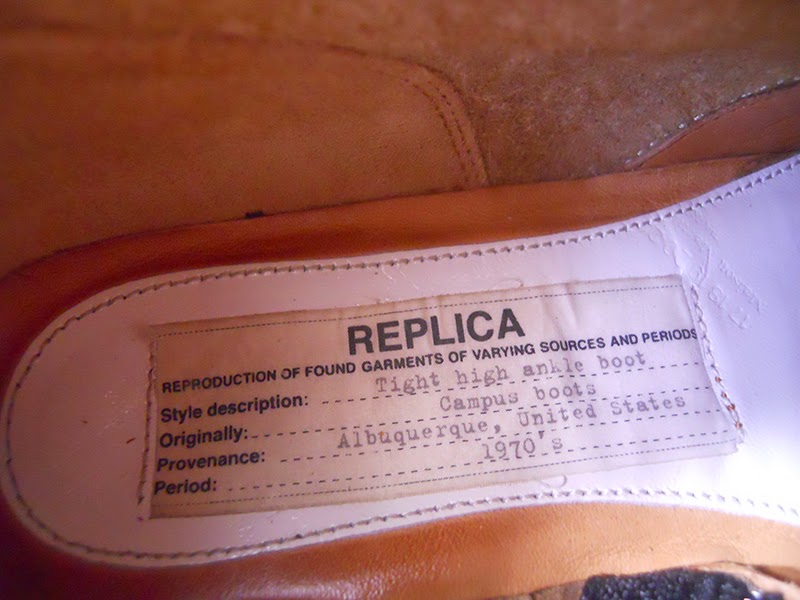 REPLICA
REPRODUCTION OF FOUND GARMENTS OF VARYING SOURCES AND PERIODS
Style description: Tight high ankle boot
Originally: Campus boots
Provenance: Albuquerque, United States
Period: 1970's